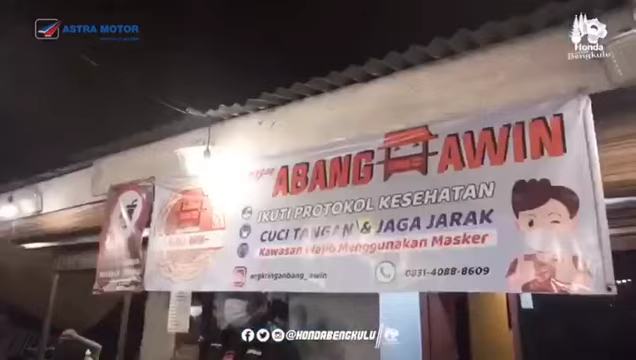 ASTRA MOTOR
Honda
Bengkulu
ABANG AWIN
IKUTI PROTOKOL KESEHATAN
CUCI TANGAN & JAGA JARAK
Kawasan Wajib Menggunakan Masker
angkringanbang_awin
0831-4088-8609
@HONDABENGKULU